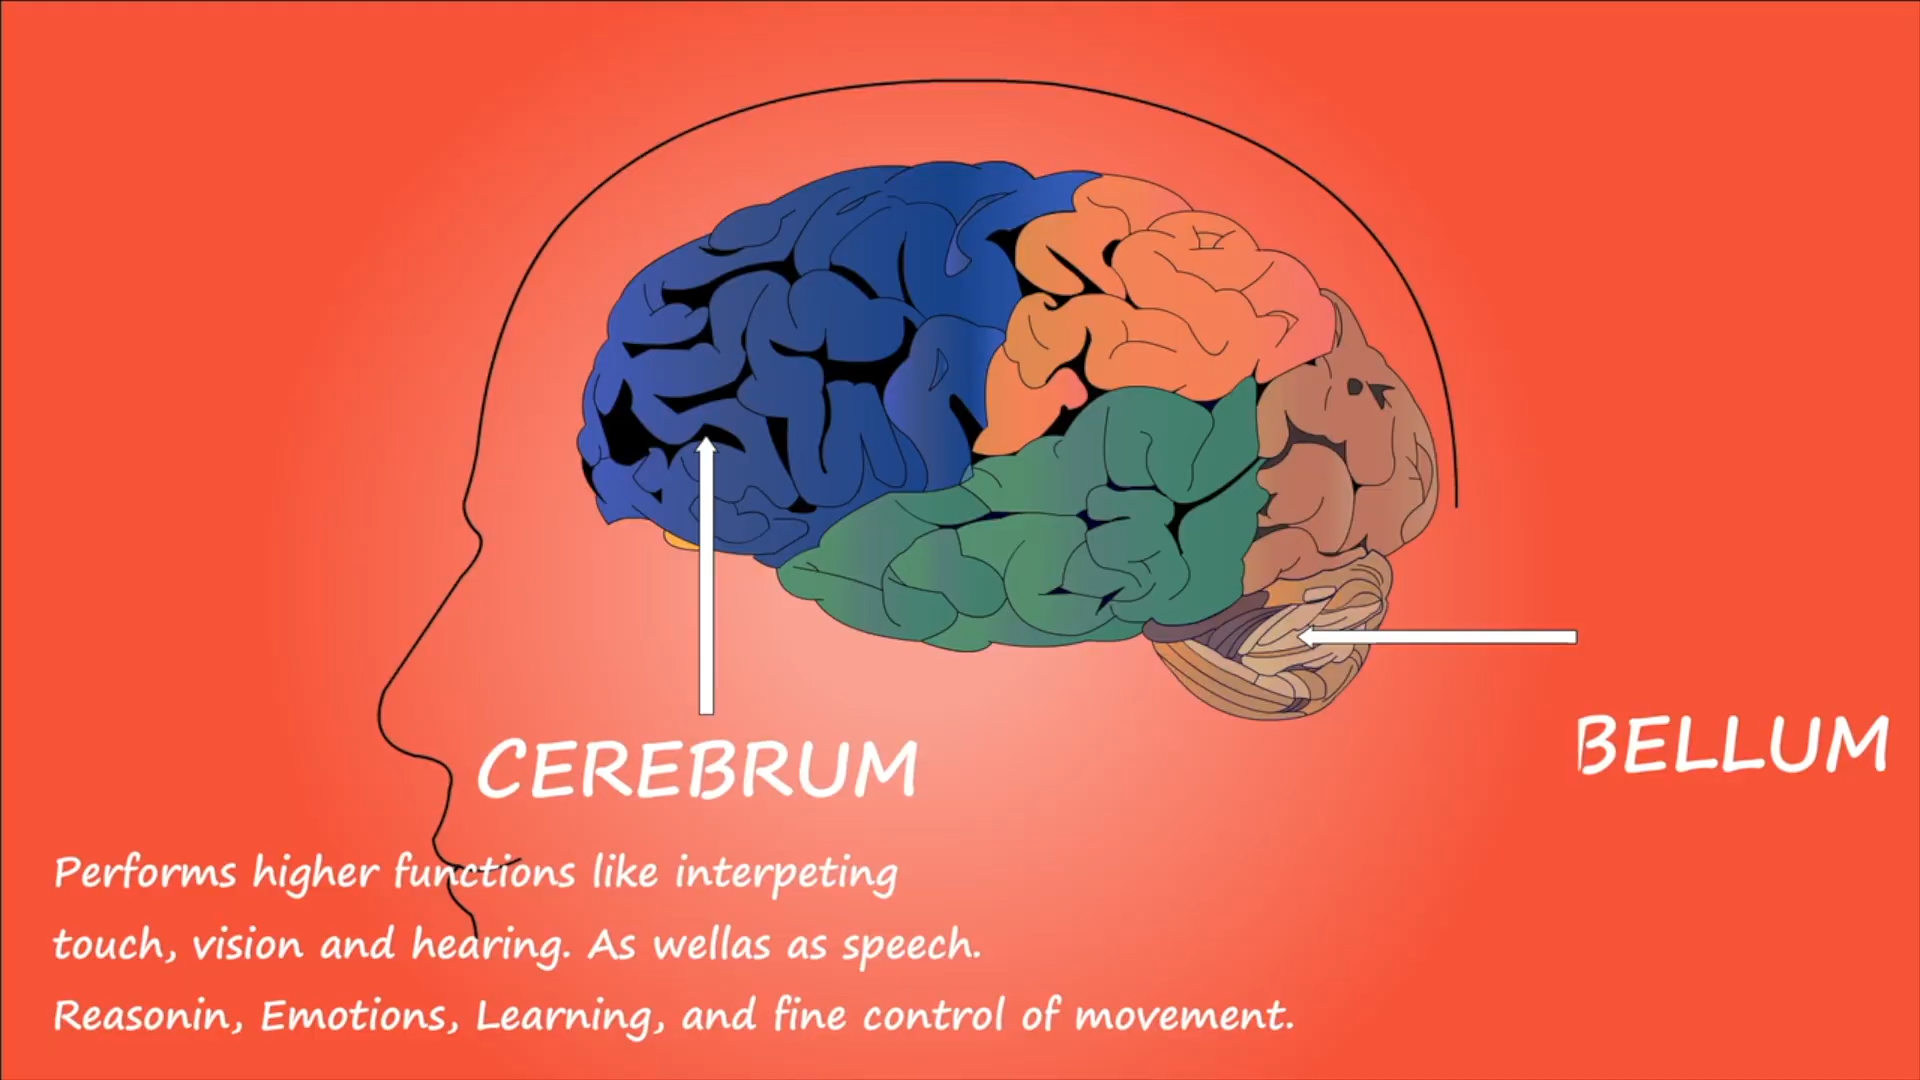 CEREBRUM
BELLUM
Performs higher functions like interpeting
touch, vision and hearing. As wellas as speech.
Reasonin, Emotions, Learning, and fine control of movement.